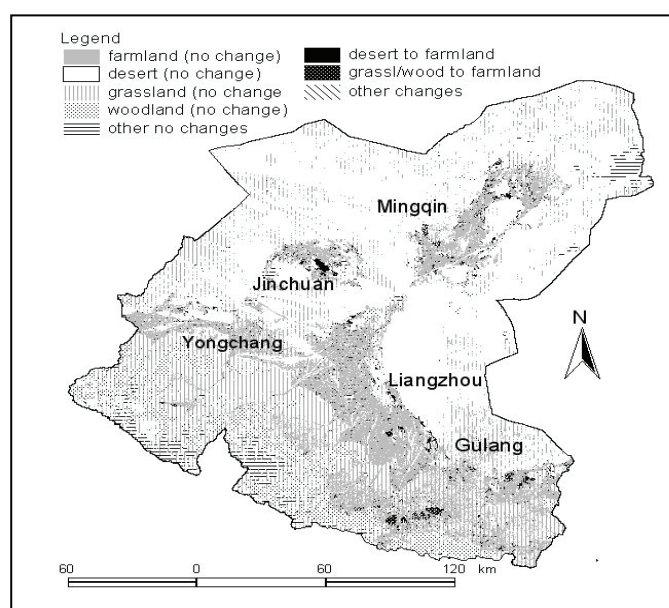 Legend
farmland (no change)
desert (no change)
grassland (no change
woodland (no change)
other no changes
desert to farmland
grassl/wood to farmland
other changes
Mingqin
Jinchuan
Yongchang
N
Liangzhou
Gulang
60 0 60 120 km